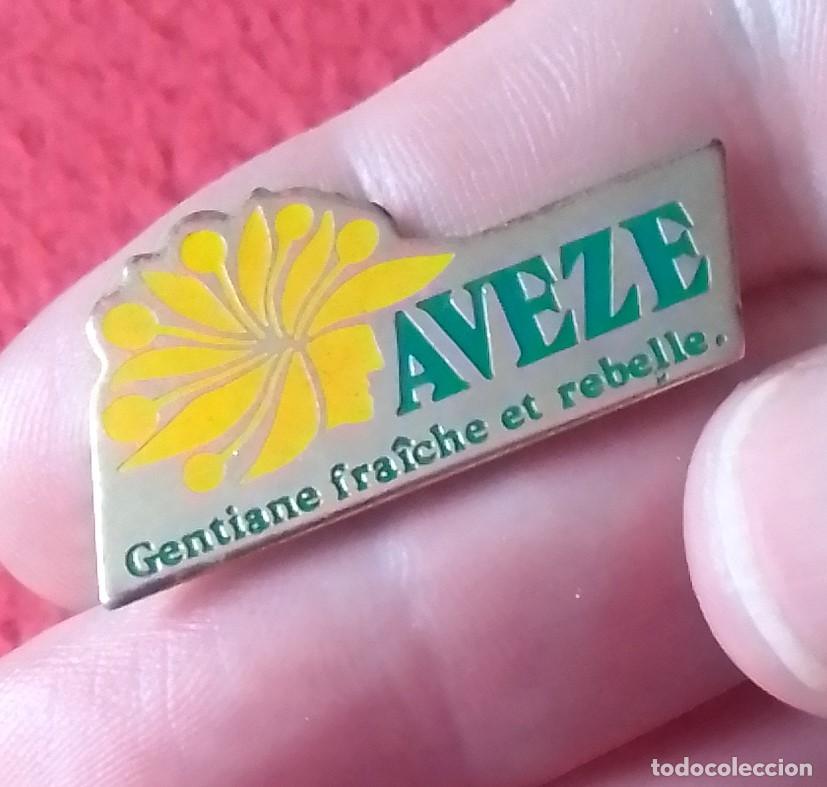 AVEZE
Gentiane fraîche et rebelle.
todocoleccion